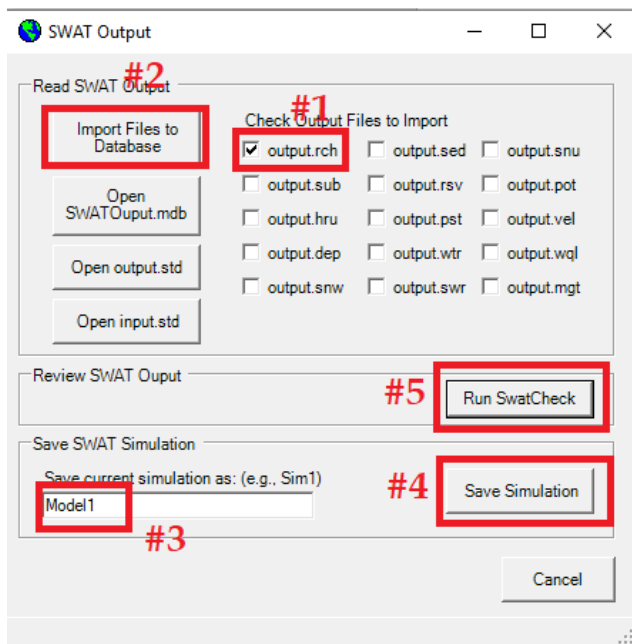 SWAT Output
Read SWAT Output
#2
#1
Import Files to
Database
Check Output Files to Import
output.rch output.sed output.snu
output.sub output.rsv output.pot
output.hru output.pst output.vel
output.dep output.wtr output.wql
output.snw output.swr output.mgt
Open
SWATOuput.mdb
Open output.std
Open input.std
Review SWAT Ouput
#5
Run SwatCheck
Save SWAT Simulation
Save current simulation as: (e.g., Sim1)
Model1
#3
#4
Save Simulation
Cancel